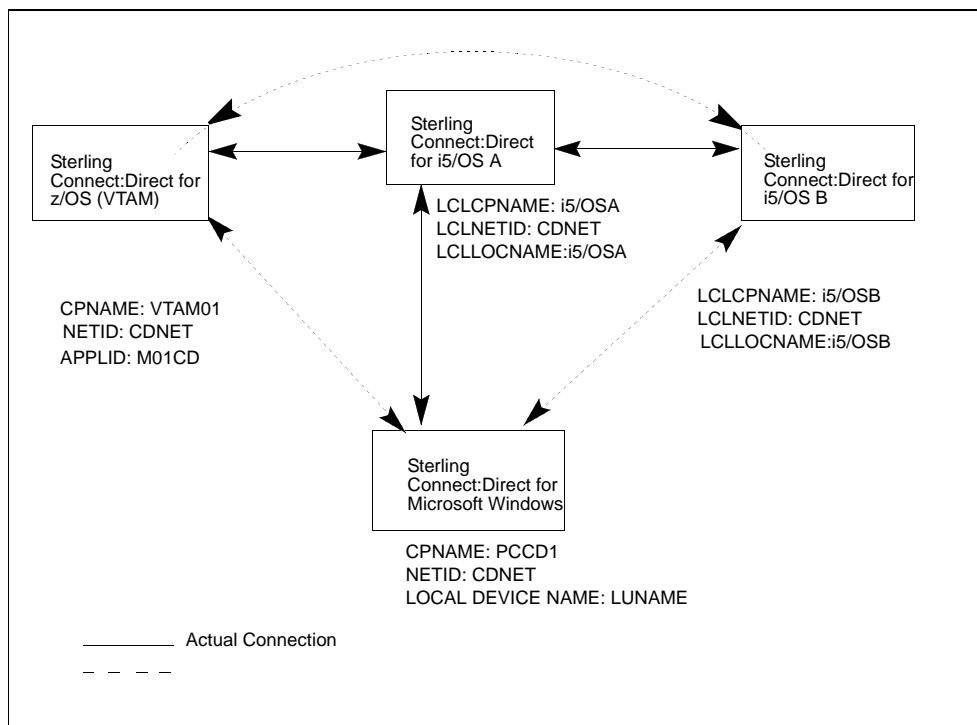 Sterling
Connect:Direct
for i5/OS A
Sterling
Connect:Direct for
z/OS (VTAM)
Sterling
Connect:Direct for
i5/OS B
LCLCPNAME: i5/OSA
LCLNETID: CDNET
LCLLOCNAME:i5/OSA
CPNAME: VTAM01
NETID: CDNET
APPLID: M01CD
LCLCPNAME: i5/OSB
LCLNETID: CDNET
LCLLOCNAME:i5/OSB
Sterling
Connect:Direct for
Microsoft Windows
CPNAME: PCCD1
NETID: CDNET
LOCAL DEVICE NAME: LUNAME
Actual Connection